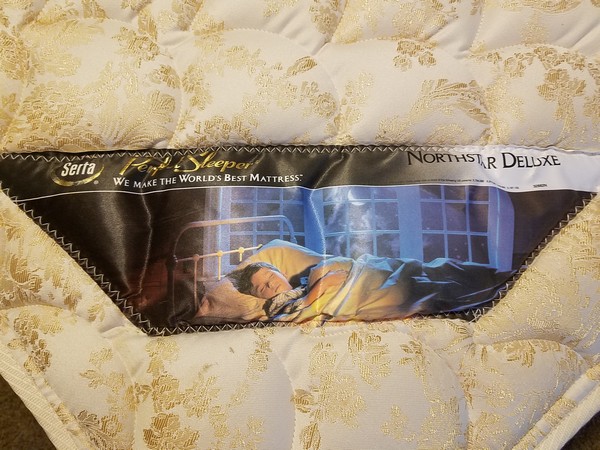 Serta®
Perfect Sleeper®
WE MAKE THE WORLD'S BEST MATTRESS™
NORTHSTAR DELUXE